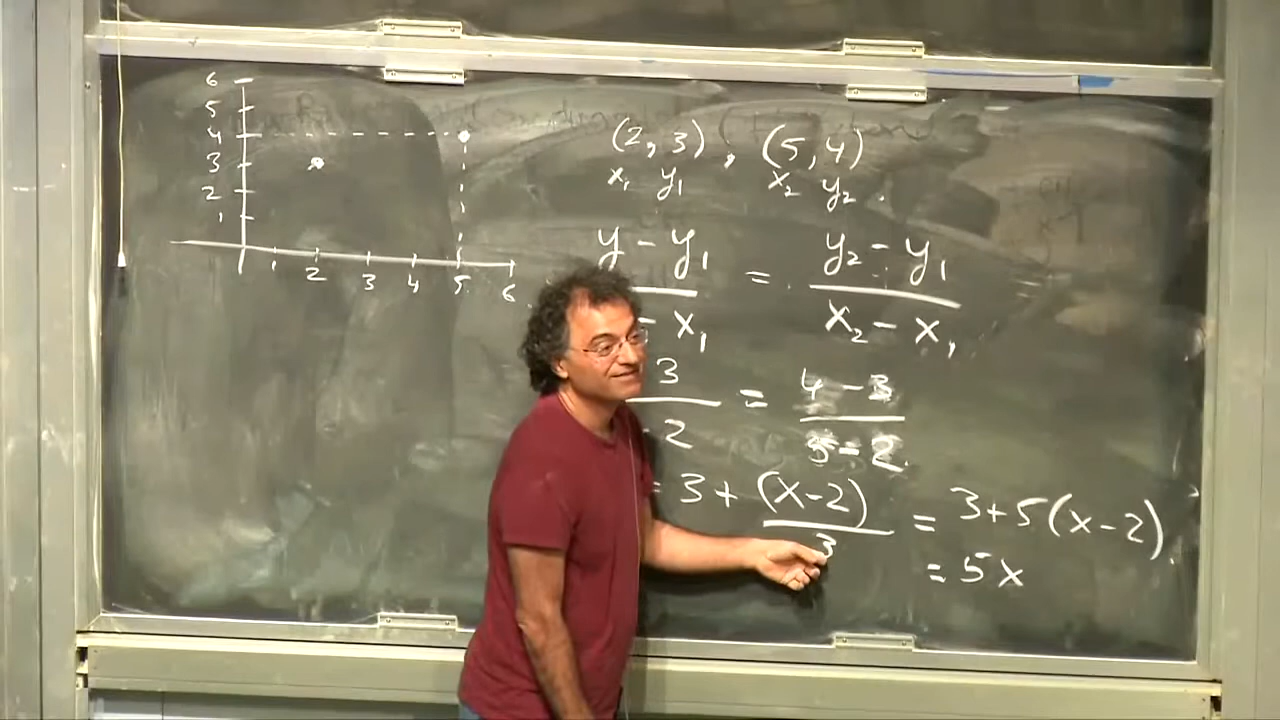 6
5
4
3
2
1
1 2 3 4 5 6
(2, 3) , (5, 4)
x₁ y₁ x₂ y₂
y - y₁ = y₂ - y₁
- x₁ x₂ - x₁
3 = 4 - 3
- 2 5 - 2
= 3 + (x-2) = 3+5(x-2)
3
= 5x